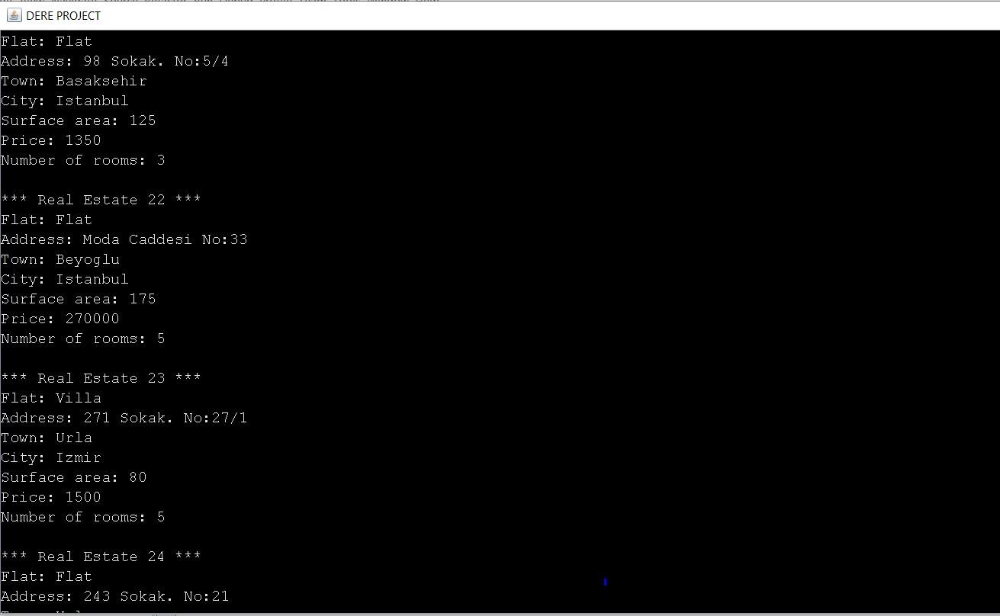 DERE PROJECT
Flat: Flat
Address: 98 Sokak. No:5/4
Town: Basaksehir
City: Istanbul
Surface area: 125
Price: 1350
Number of rooms: 3
*** Real Estate 22 ***
Flat: Flat
Address: Moda Caddesi No:33
Town: Beyoglu
City: Istanbul
Surface area: 175
Price: 270000
Number of rooms: 5
*** Real Estate 23 ***
Flat: Villa
Address: 271 Sokak. No:27/1
Town: Urla
City: Izmir
Surface area: 80
Price: 1500
Number of rooms: 5
*** Real Estate 24 ***
Flat: Flat
Address: 243 Sokak. No:21